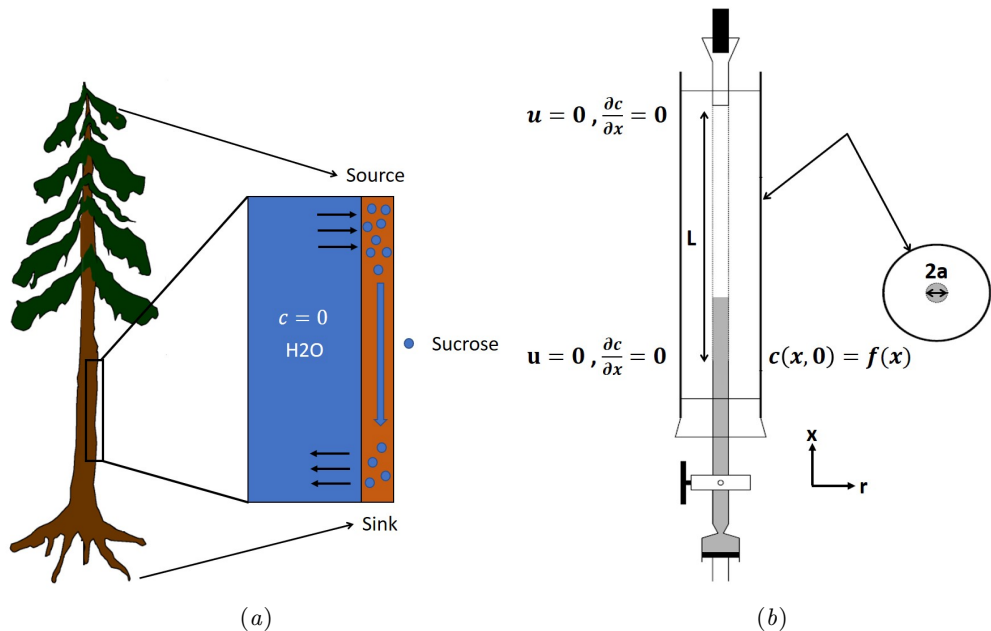 Source
c = 0
H2O
Sucrose
Sink
(a)
u = 0 , ∂c/∂x = 0
L
2a
u = 0 , ∂c/∂x = 0
c(x, 0) = f(x)
x
r
(b)